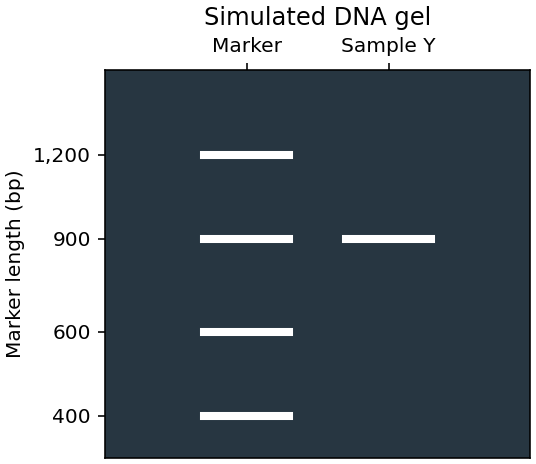 Simulated DNA gel
Marker Sample Y
Marker length (bp)
1,200
900
600
400